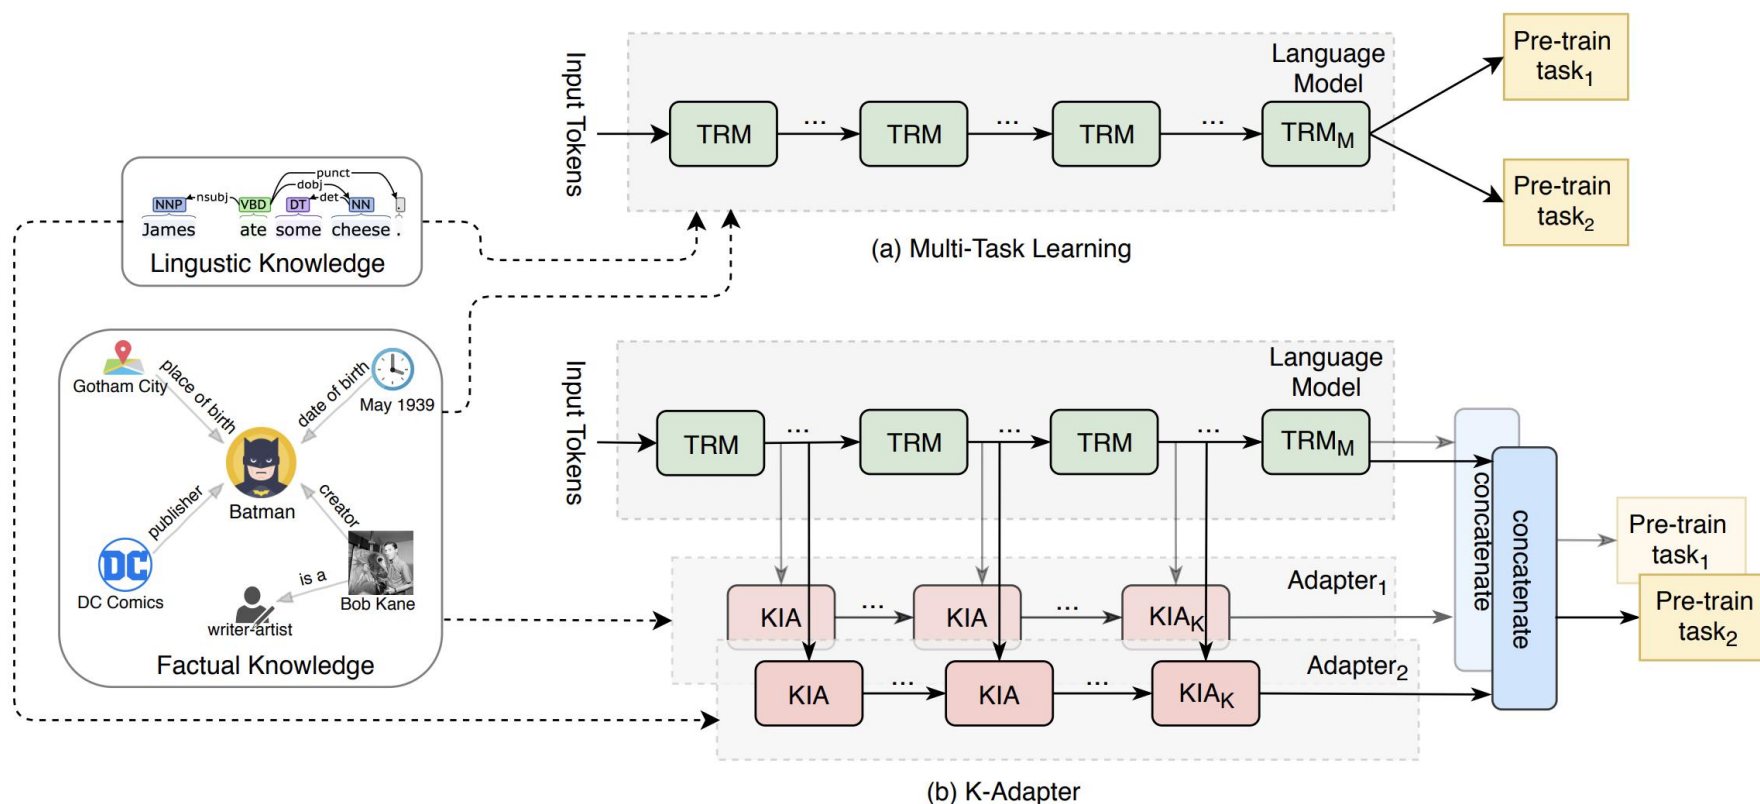 Input Tokens
Language
Model
TRM
...
TRM
...
TRM
...
TRM_M
Pre-train
task_1
Pre-train
task_2
(a) Multi-Task Learning
punct
dobj
nsubj
det
NNP
VBD
DT
NN
.
James ate some cheese .
Lingustic Knowledge
Gotham City
place of birth
date of birth
May 1939
Batman
publisher
creator
DC
DC Comics
is a
Bob Kane
writer-artist
Factual Knowledge
Input Tokens
Language
Model
TRM
...
TRM
...
TRM
...
TRM_M
Adapter_1
KIA
...
KIA
...
KIA_K
Adapter_2
KIA
...
KIA
...
KIA_K
concatenate
concatenate
Pre-train
task_1
Pre-train
task_2
(b) K-Adapter